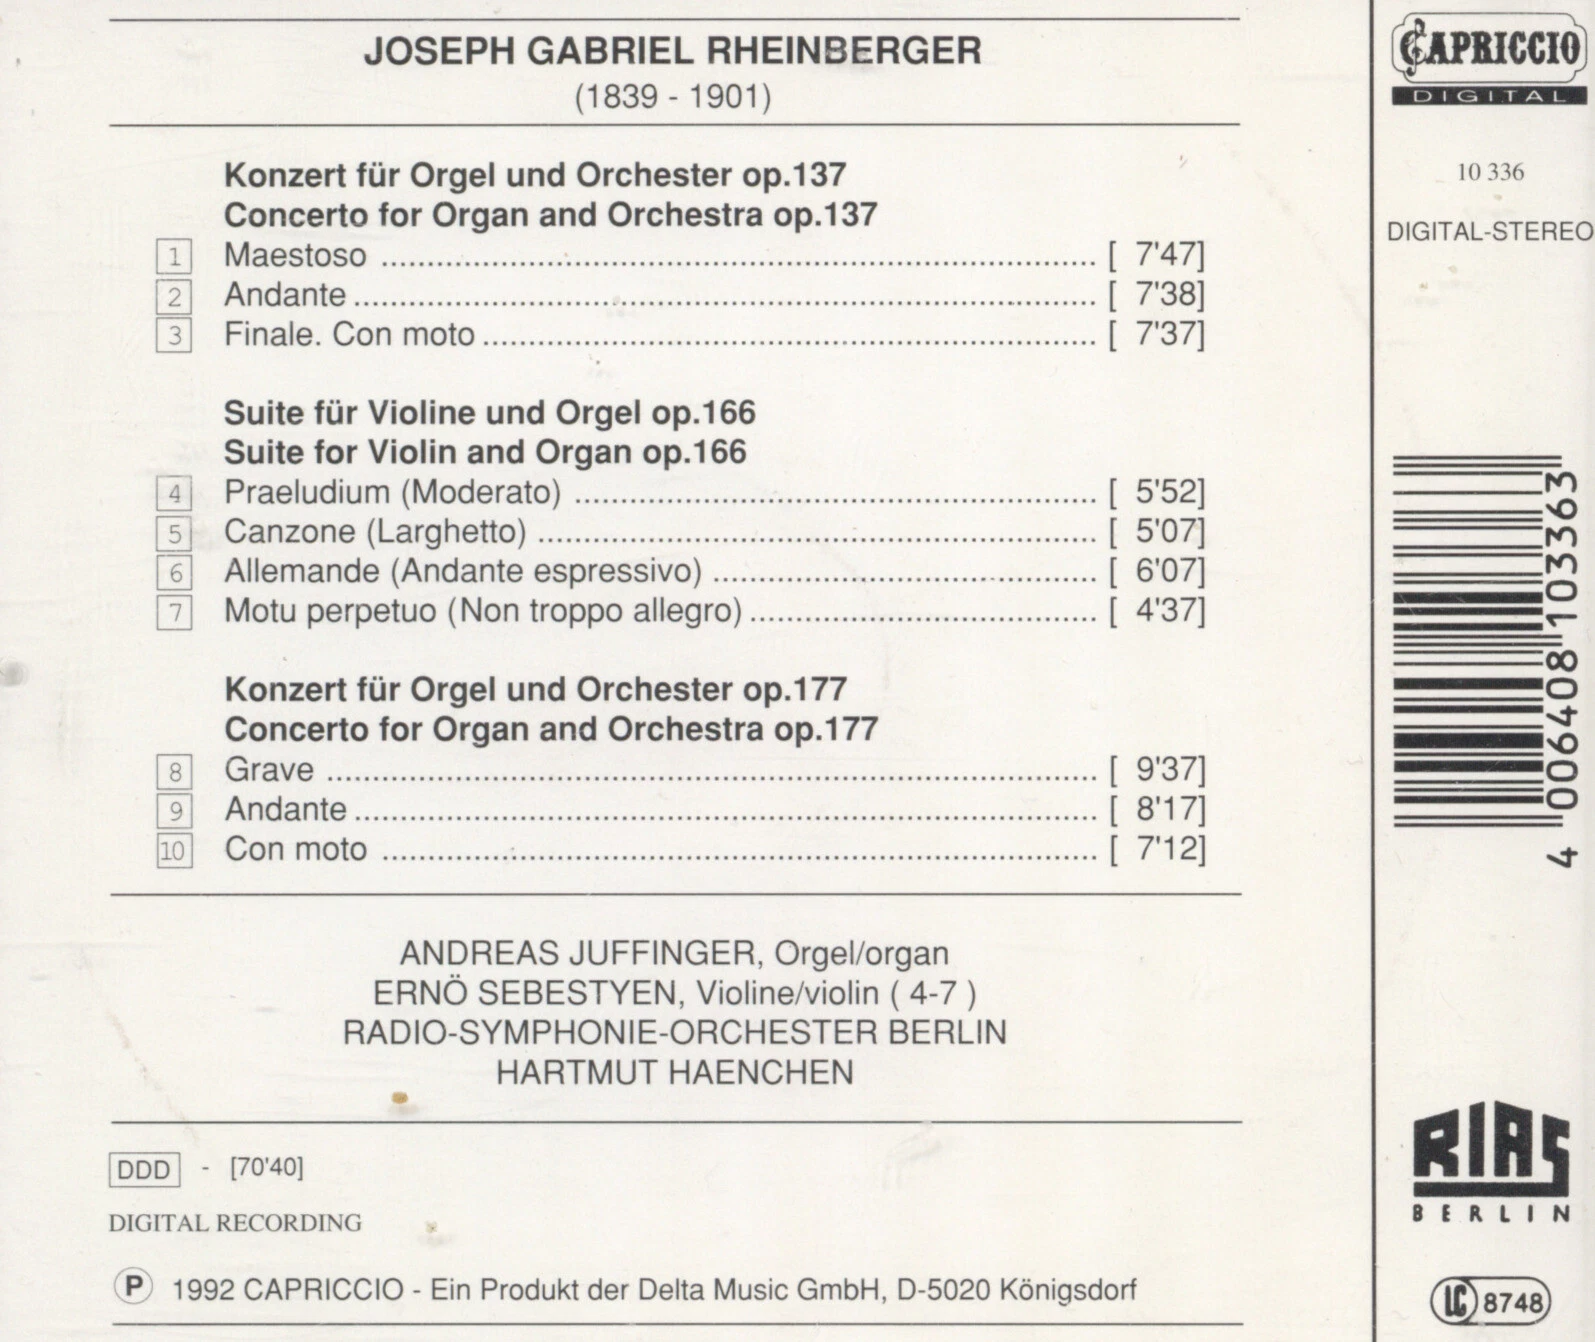 JOSEPH GABRIEL RHEINBERGER
(1839 - 1901)
Konzert für Orgel und Orchester op.137
Concerto for Organ and Orchestra op.137
1 Maestoso [ 7'47]
2 Andante [ 7'38]
3 Finale. Con moto [ 7'37]
Suite für Violine und Orgel op.166
Suite for Violin and Organ op.166
4 Praeludium (Moderato) [ 5'52]
5 Canzone (Larghetto) [ 5'07]
6 Allemande (Andante espressivo) [ 6'07]
7 Motu perpetuo (Non troppo allegro) [ 4'37]
Konzert für Orgel und Orchester op.177
Concerto for Organ and Orchestra op.177
8 Grave [ 9'37]
9 Andante [ 8'17]
10 Con moto [ 7'12]
ANDREAS JUFFINGER, Orgel/organ
ERNÖ SEBESTYEN, Violine/violin ( 4-7 )
RADIO-SYMPHONIE-ORCHESTER BERLIN
HARTMUT HAENCHEN
DDD - [70'40]
DIGITAL RECORDING
Ⓟ 1992 CAPRICCIO - Ein Produkt der Delta Music GmbH, D-5020 Königsdorf
CAPRICCIO
DIGITAL
10 336
DIGITAL-STEREO
4 006408 103363
RIAS
BERLIN
LC 8748